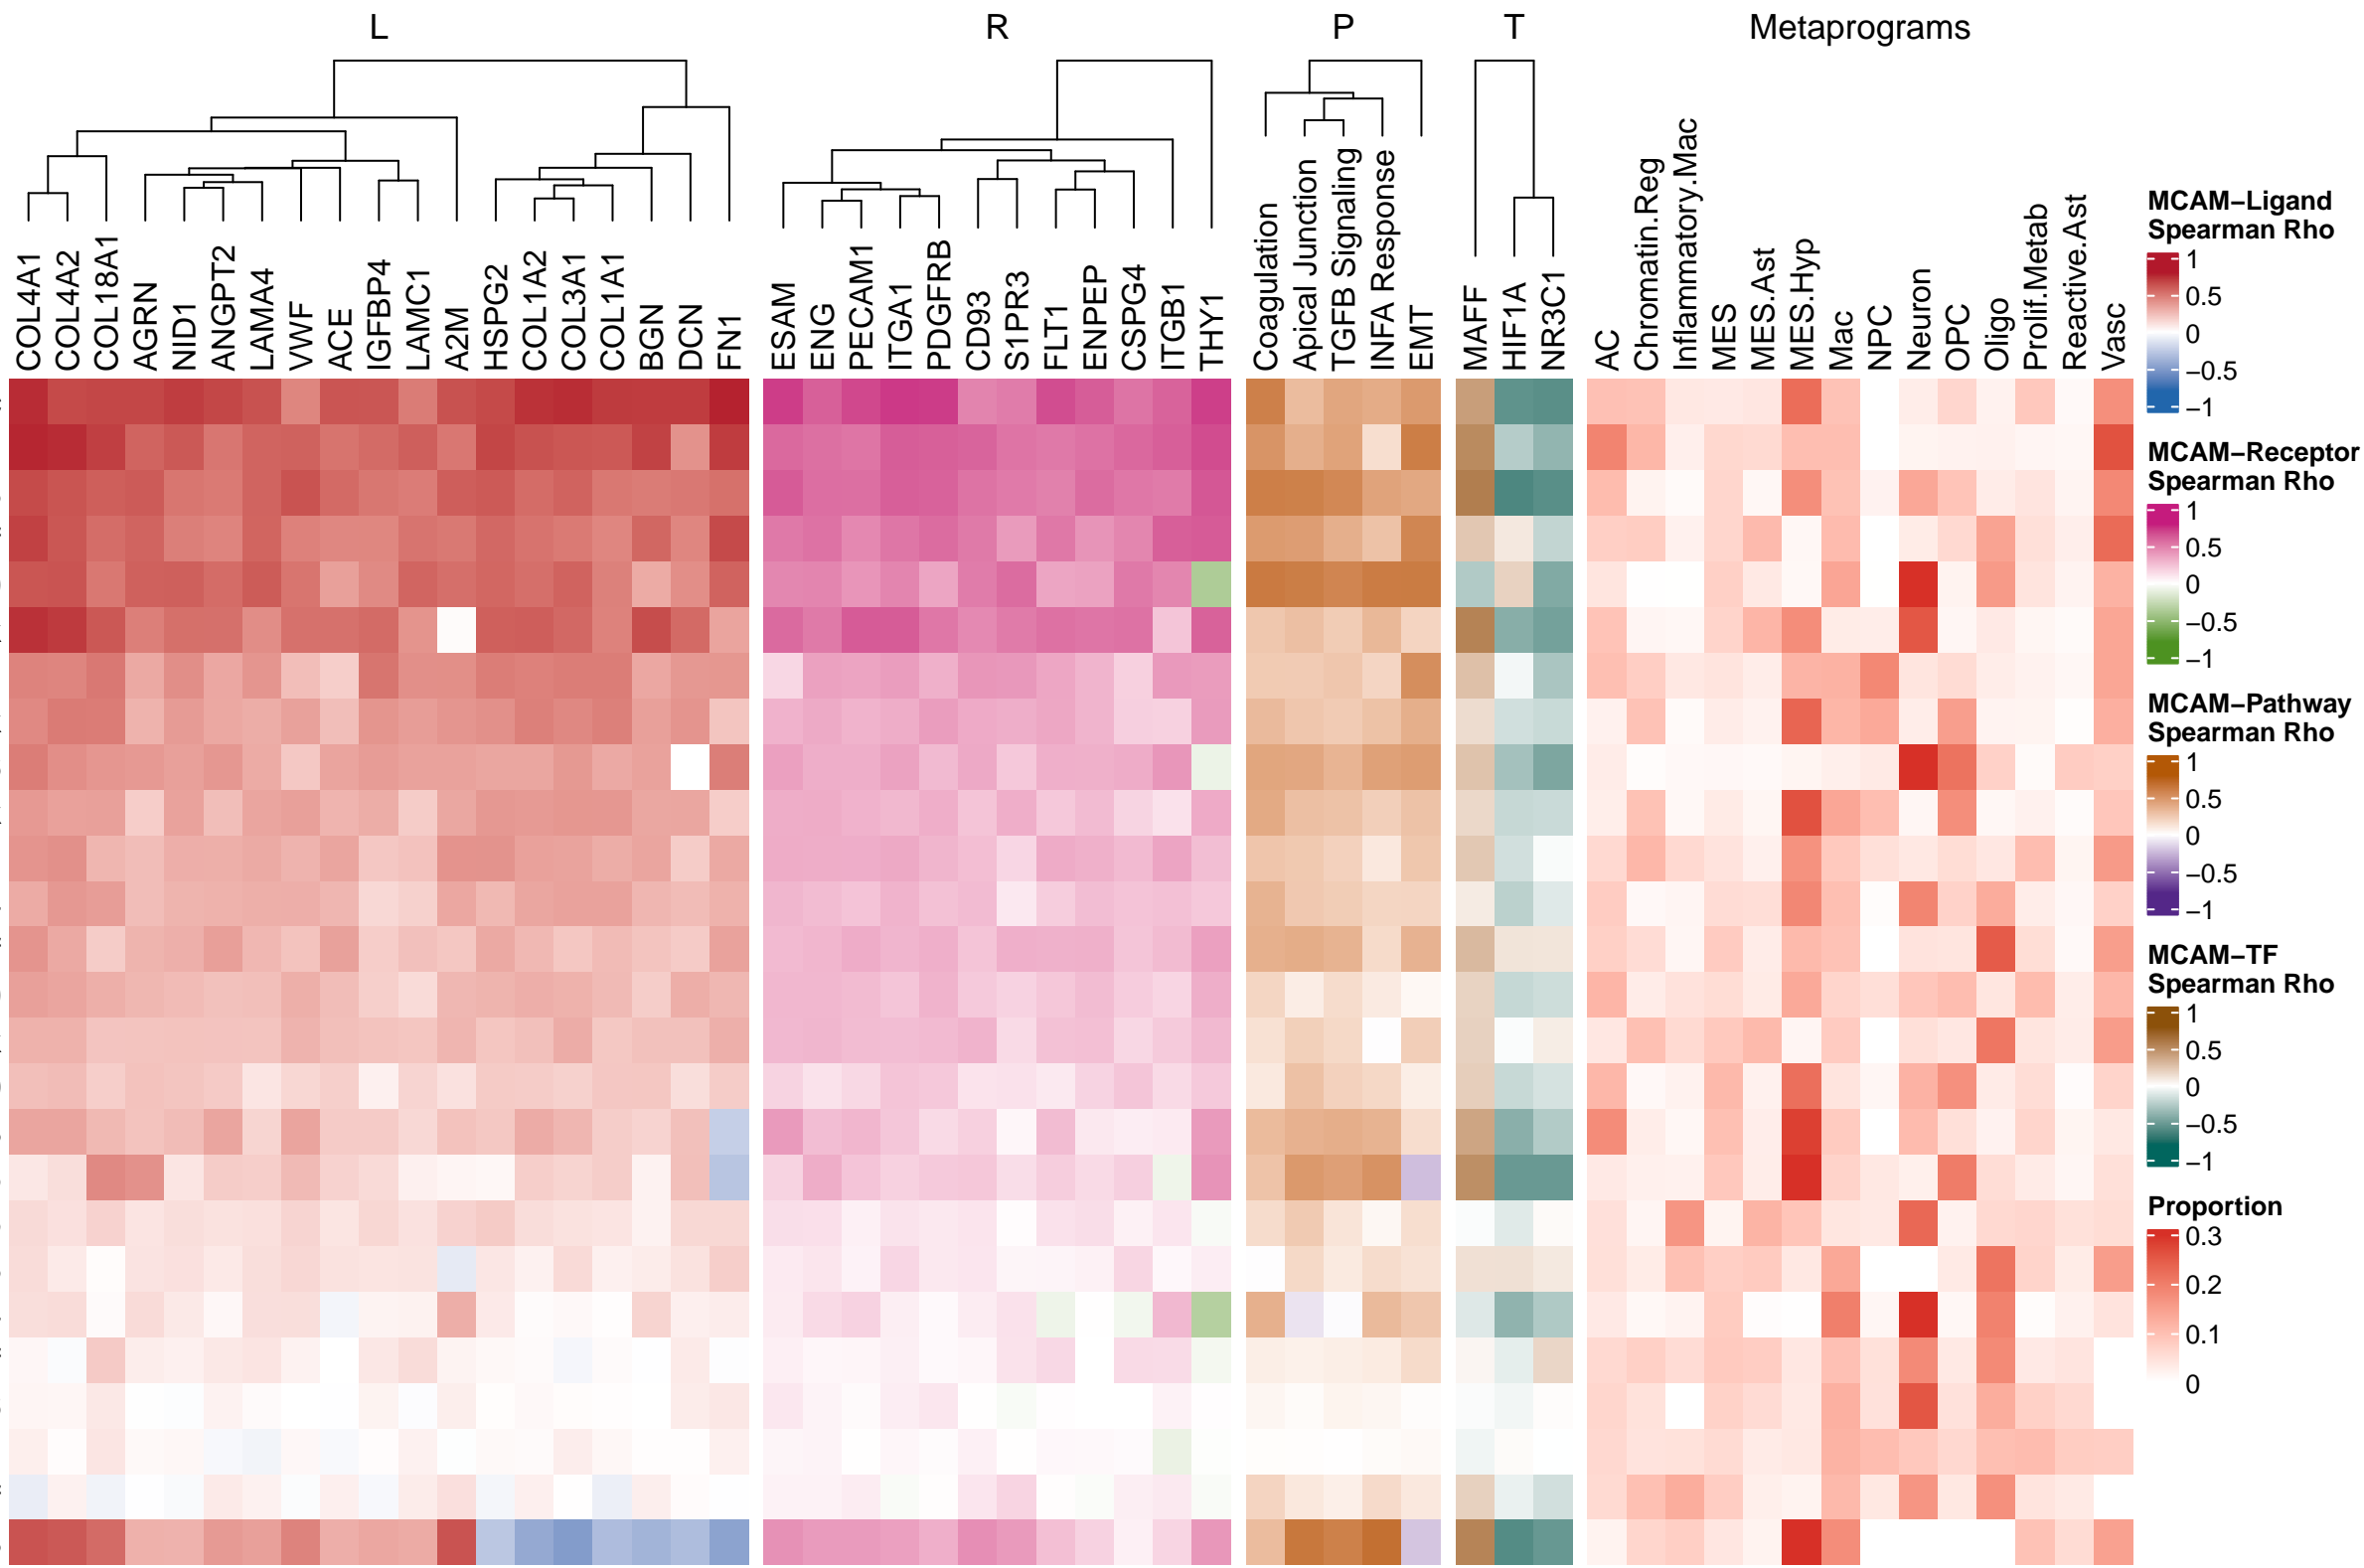 L
R
P
T
Metaprograms
COL4A1
COL4A2
COL18A1
AGRN
NID1
ANGPT2
LAMA4
VWF
ACE
IGFBP4
LAMC1
A2M
HSPG2
COL1A2
COL3A1
COL1A1
BGN
DCN
FN1
ESAM
ENG
PECAM1
ITGA1
PDGFRB
CD93
S1PR3
FLT1
ENPEP
CSPG4
ITGB1
THY1
Coagulation
Apical Junction
TGFB Signaling
INFA Response
EMT
MAFF
HIF1A
NR3C1
AC
Chromatin.Reg
Inflammatory.Mac
MES
MES.Ast
MES.Hyp
Mac
NPC
Neuron
OPC
Oligo
Prolif.Metab
Reactive.Ast
Vasc
MCAM−Ligand
Spearman Rho
1
0.5
0
−0.5
−1
MCAM−Receptor
Spearman Rho
1
0.5
0
−0.5
−1
MCAM−Pathway
Spearman Rho
1
0.5
0
−0.5
−1
MCAM−TF
Spearman Rho
1
0.5
0
−0.5
−1
Proportion
0.3
0.2
0.1
0